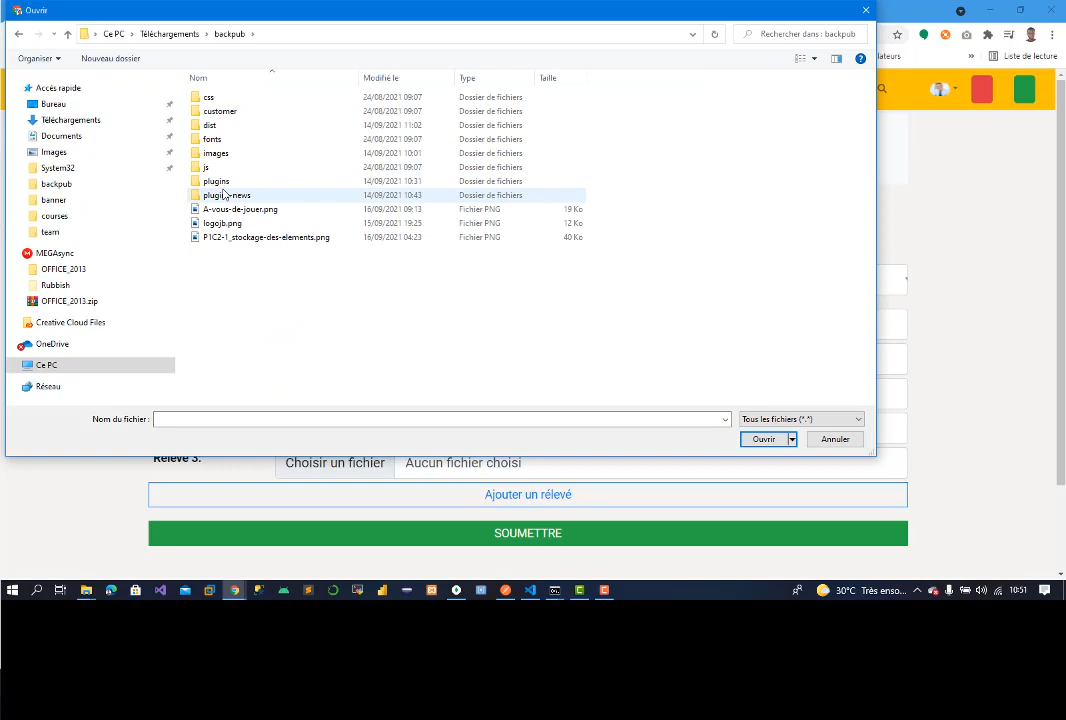 Ouvrir
Ce PC > Téléchargements > backpub >
Rechercher dans : backpub
Organiser
Nouveau dossier
Nom
Modifié le
Type
Taille
Accès rapide
Bureau
Téléchargements
Documents
Images
System32
backpub
banner
courses
team
MEGAsync
OFFICE_2013
Rubbish
OFFICE_2013.zip
Creative Cloud Files
OneDrive
Ce PC
Réseau
css 24/08/2021 09:07 Dossier de fichiers
customer 24/08/2021 09:07 Dossier de fichiers
dist 14/09/2021 11:02 Dossier de fichiers
fonts 24/08/2021 09:07 Dossier de fichiers
images 14/09/2021 10:01 Dossier de fichiers
js 24/08/2021 09:07 Dossier de fichiers
plugins 14/09/2021 10:31 Dossier de fichiers
plugins-news 14/09/2021 10:43 Dossier de fichiers
A-vous-de-jouer.png 16/09/2021 09:13 Fichier PNG 19 Ko
logojb.png 15/09/2021 19:25 Fichier PNG 12 Ko
P1C2-1_stockage-des-elements.png 16/09/2021 04:23 Fichier PNG 40 Ko
Nom du fichier :
Tous les fichiers (*.*)
Ouvrir
Annuler
»
Liste de lecture
Relevé 3:
Choisir un fichier
Aucun fichier choisi
Ajouter un rélevé
SOUMETTRE
30°C Très enso...
10:51